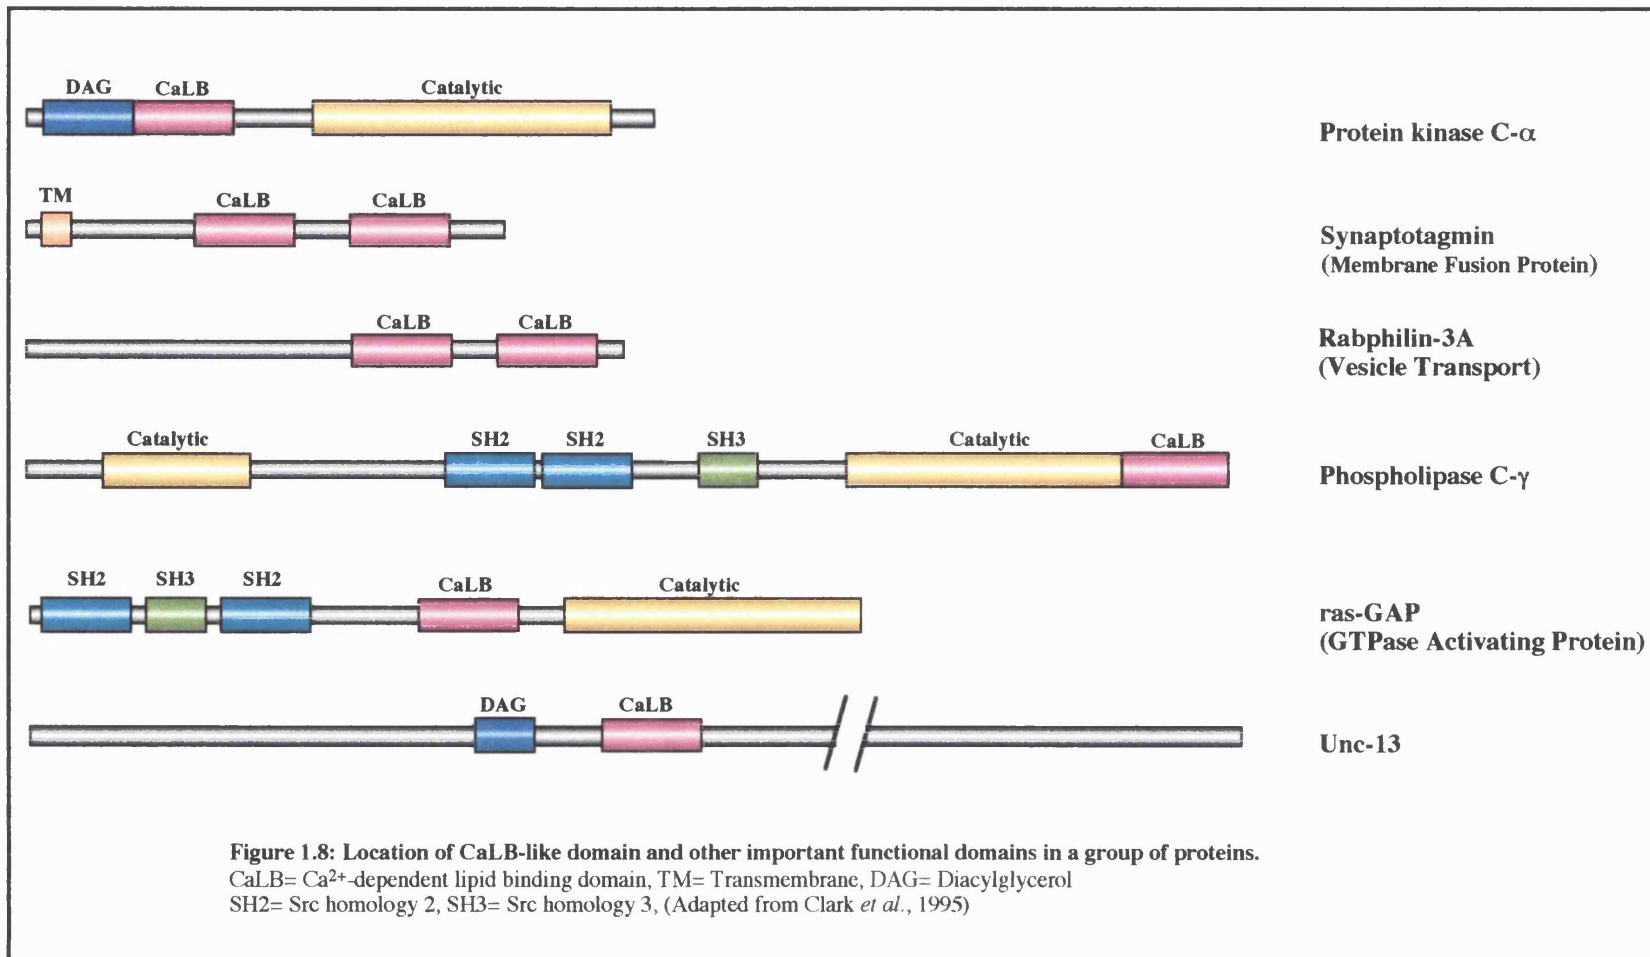 DAG CaLB Catalytic
Protein kinase C-α
TM CaLB CaLB
Synaptotagmin
(Membrane Fusion Protein)
CaLB CaLB
Rabphilin-3A
(Vesicle Transport)
Catalytic SH2 SH2 SH3 Catalytic CaLB
Phospholipase C-γ
SH2 SH3 SH2 CaLB Catalytic
ras-GAP
(GTPase Activating Protein)
DAG CaLB
Unc-13
Figure 1.8: Location of CaLB-like domain and other important functional domains in a group of proteins.
CaLB= Ca²⁺-dependent lipid binding domain, TM= Transmembrane, DAG= Diacylglycerol
SH2= Src homology 2, SH3= Src homology 3, (Adapted from Clark et al., 1995)